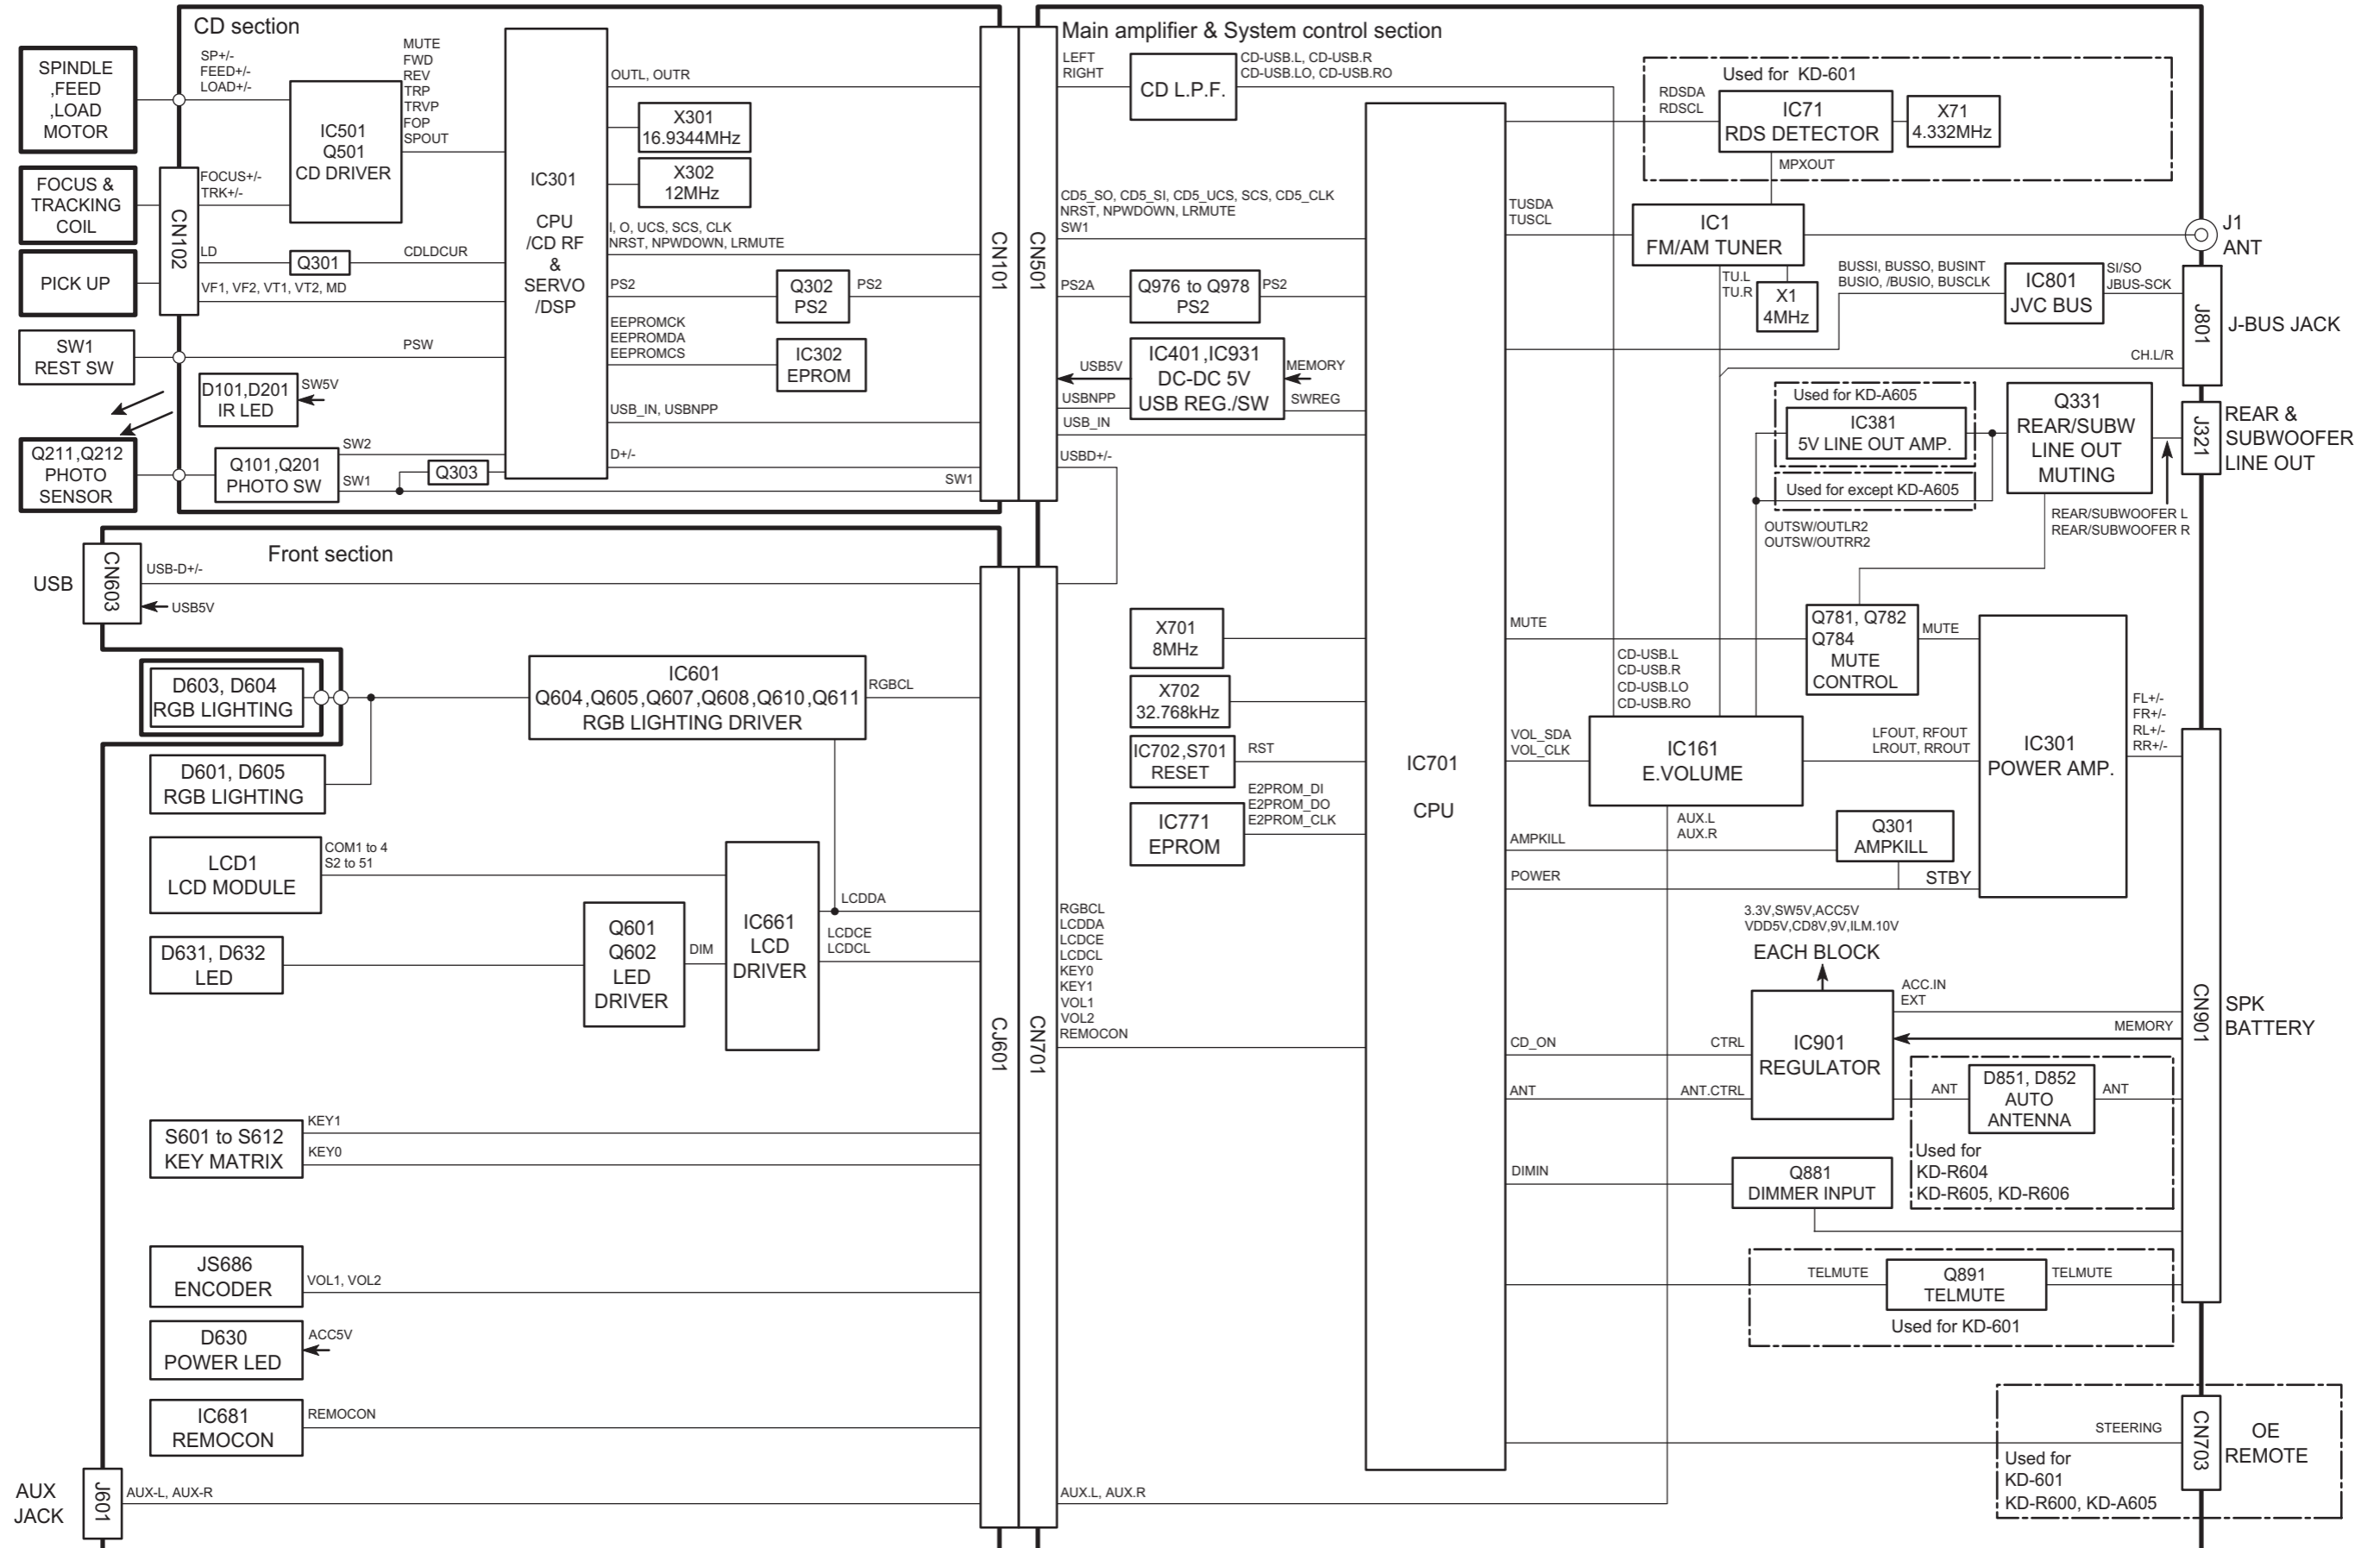 CD section
SPINDLE
,FEED
,LOAD
MOTOR
SP+/-
FEED+/-
LOAD+/-
IC501
Q501
CD DRIVER
MUTE
FWD
REV
TRP
TRVP
FOP
SPOUT
FOCUS &
TRACKING
COIL
CN102
FOCUS+/-
TRK+/-
PICK UP
LD
Q301
CDLDCUR
VF1, VF2, VT1, VT2, MD
SW1
REST SW
PSW
D101,D201
IR LED
SW5V
Q211,Q212
PHOTO
SENSOR
Q101,Q201
PHOTO SW
SW2
SW1
Q303
IC301
CPU
/CD RF
&
SERVO
/DSP
OUTL, OUTR
X301
16.9344MHz
X302
12MHz
I, O, UCS, SCS, CLK
NRST, NPWDOWN, LRMUTE
PS2
Q302
PS2
PS2
EEPROMCK
EEPROMDA
EEPROMCS
IC302
EPROM
USB_IN, USBNPP
D+/-
SW1
CN101
CN501
Main amplifier & System control section
LEFT
RIGHT
CD L.P.F.
CD-USB.L, CD-USB.R
CD-USB.LO, CD-USB.RO
CD5_SO, CD5_SI, CD5_UCS, SCS, CD5_CLK
NRST, NPWDOWN, LRMUTE
SW1
PS2A
Q976 to Q978
PS2
PS2
USB5V
IC401,IC931
DC-DC 5V
USB REG./SW
MEMORY
USBNPP
SWREG
USB_IN
USBD+/-
X701
8MHz
X702
32.768kHz
IC702,S701
RESET
RST
IC771
EPROM
E2PROM_DI
E2PROM_DO
E2PROM_CLK
IC701
CPU
Used for KD-601
RDSDA
RDSCL
IC71
RDS DETECTOR
X71
4.332MHz
MPXOUT
TUSDA
TUSCL
IC1
FM/AM TUNER
TU.L
TU.R
X1
4MHz
J1
ANT
BUSSI, BUSSO, BUSINT
BUSIO, /BUSIO, BUSCLK
IC801
JVC BUS
SI/SO
JBUS-SCK
J801
J-BUS JACK
CH.L/R
Used for KD-A605
IC381
5V LINE OUT AMP.
Used for except KD-A605
Q331
REAR/SUBW
LINE OUT
MUTING
J321
REAR &
SUBWOOFER
LINE OUT
REAR/SUBWOOFER L
REAR/SUBWOOFER R
OUTSW/OUTLR2
OUTSW/OUTRR2
MUTE
Q781, Q782
Q784
MUTE
CONTROL
MUTE
CD-USB.L
CD-USB.R
CD-USB.LO
CD-USB.RO
VOL_SDA
VOL_CLK
IC161
E.VOLUME
LFOUT, RFOUT
LROUT, RROUT
IC301
POWER AMP.
FL+/-
FR+/-
RL+/-
RR+/-
AUX.L
AUX.R
AMPKILL
Q301
AMPKILL
POWER
STBY
3.3V,SW5V,ACC5V
VDD5V,CD8V,9V,ILM.10V
EACH BLOCK
IC901
REGULATOR
ACC.IN
EXT
MEMORY
CN901
SPK
BATTERY
CD_ON
CTRL
ANT
ANT.CTRL
ANT
D851, D852
AUTO
ANTENNA
ANT
Used for
KD-R604
KD-R605, KD-R606
DIMIN
Q881
DIMMER INPUT
TELMUTE
Q891
TELMUTE
TELMUTE
Used for KD-601
STEERING
CN703
OE
REMOTE
Used for
KD-601
KD-R600, KD-A605
Front section
USB
CN603
USB-D+/-
USB5V
D603, D604
RGB LIGHTING
IC601
Q604,Q605,Q607,Q608,Q610,Q611
RGB LIGHTING DRIVER
RGBCL
D601, D605
RGB LIGHTING
LCD1
LCD MODULE
COM1 to 4
S2 to 51
D631, D632
LED
Q601
Q602
LED
DRIVER
DIM
IC661
LCD
DRIVER
LCDDA
LCDCE
LCDCL
CJ601
CN701
RGBCL
LCDDA
LCDCE
LCDCL
KEY0
KEY1
VOL1
VOL2
REMOCON
S601 to S612
KEY MATRIX
KEY1
KEY0
JS686
ENCODER
VOL1, VOL2
D630
POWER LED
ACC5V
IC681
REMOCON
REMOCON
AUX
JACK
J601
AUX-L, AUX-R
AUX.L, AUX.R